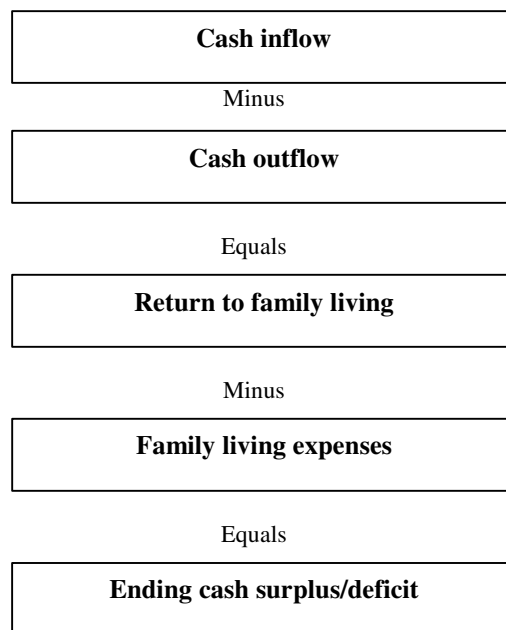 Cash inflow
Minus
Cash outflow
Equals
Return to family living
Minus
Family living expenses
Equals
Ending cash surplus/deficit